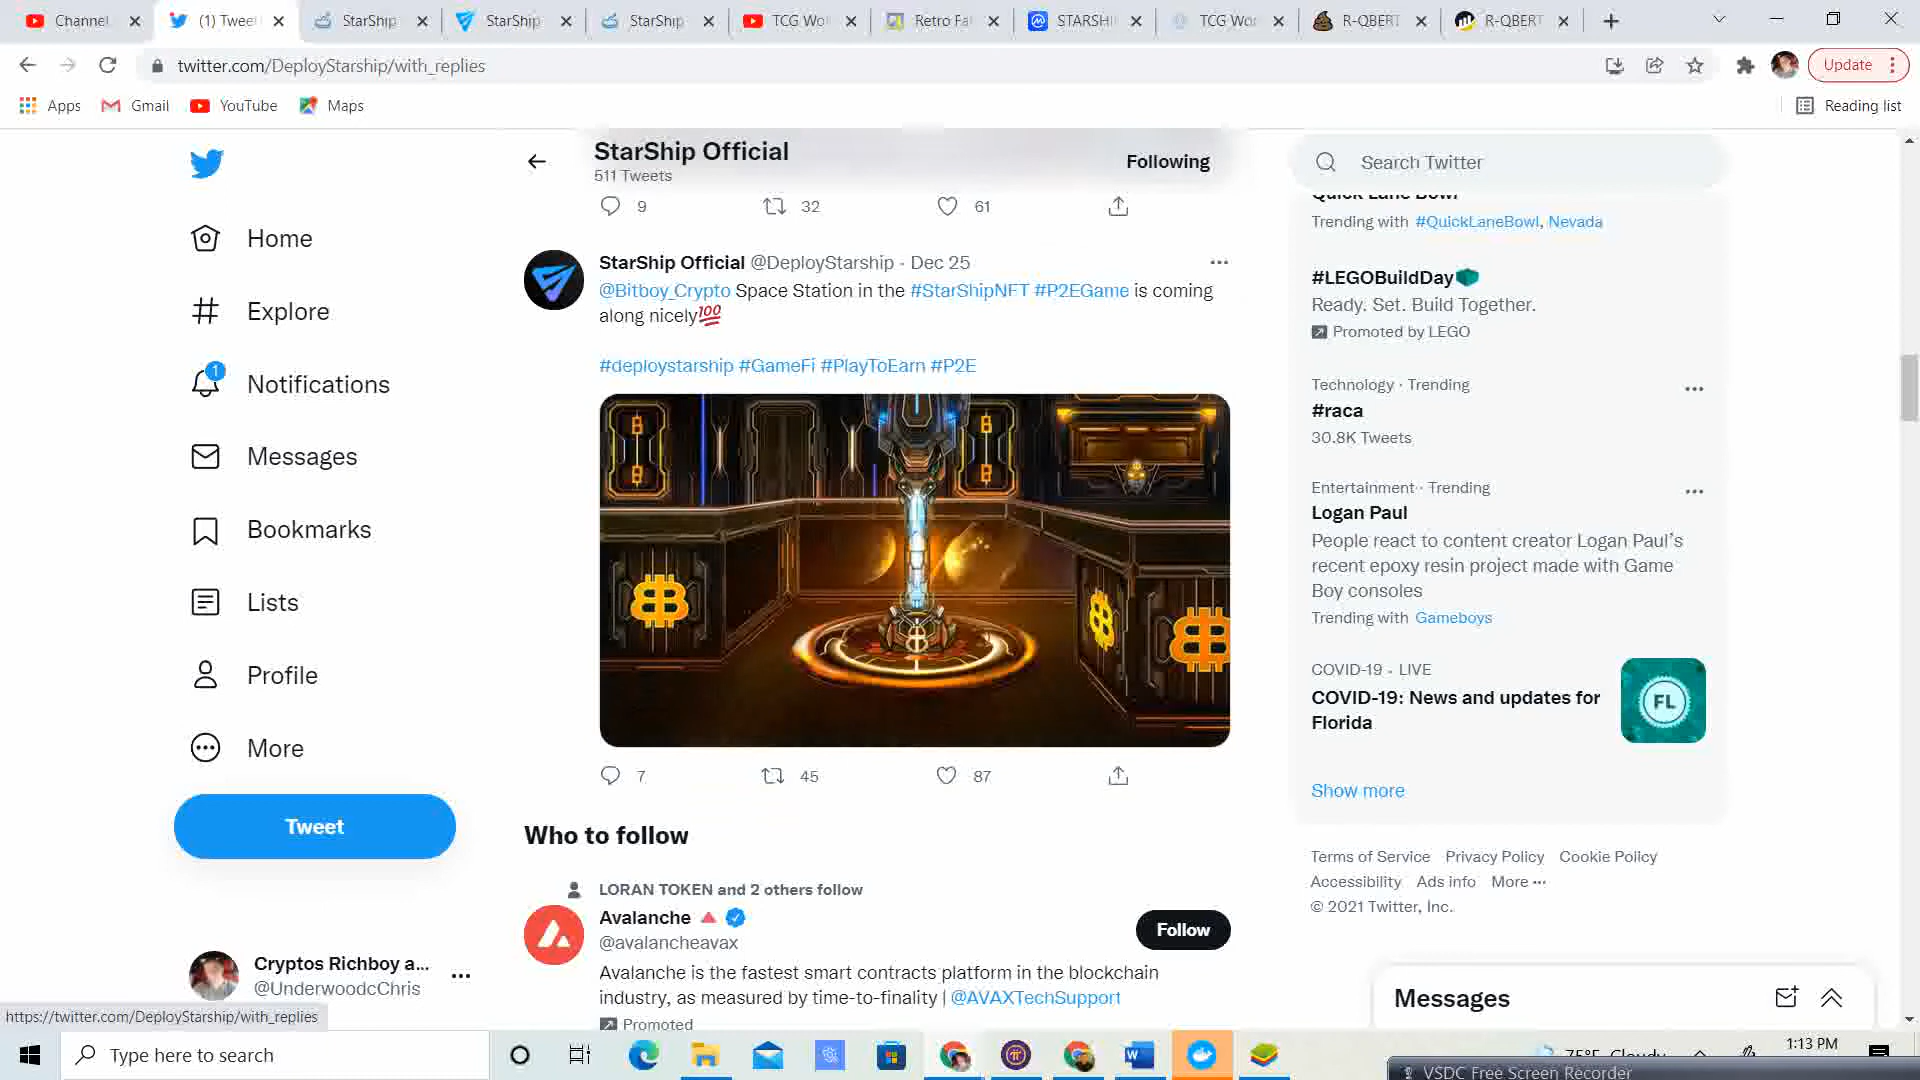 Channel
(1) Tweet
StarShip
StarShip
StarShip
TCG Wo
Retro Fa
STARSHI
TCG Wor
R-QBERT
R-QBERT
twitter.com/DeployStarship/with_replies
Update
Apps
Gmail
YouTube
Maps
Reading list
StarShip Official
511 Tweets
Following
9
32
61
Home
Explore
1
Notifications
Messages
Bookmarks
Lists
Profile
More
Tweet
Cryptos Richboy a...
@UnderwoodcChris
StarShip Official @DeployStarship · Dec 25
@Bitboy_Crypto Space Station in the #StarShipNFT #P2EGame is coming
along nicely💯
#deploystarship #GameFi #PlayToEarn #P2E
7
45
87
Who to follow
LORAN TOKEN and 2 others follow
Avalanche
@avalancheavax
Follow
Avalanche is the fastest smart contracts platform in the blockchain
industry, as measured by time-to-finality | @AVAXTechSupport
Promoted
Search Twitter
Quick Lane Bowl
Trending with #QuickLaneBowl, Nevada
#LEGOBuildDay
Ready. Set. Build Together.
Promoted by LEGO
Technology · Trending
#raca
30.8K Tweets
Entertainment · Trending
Logan Paul
People react to content creator Logan Paul's
recent epoxy resin project made with Game
Boy consoles
Trending with Gameboys
COVID-19 · LIVE
COVID-19: News and updates for
Florida
FL
Show more
Terms of Service Privacy Policy Cookie Policy
Accessibility Ads info More ···
© 2021 Twitter, Inc.
Messages
https://twitter.com/DeployStarship/with_replies
Type here to search
75°F Cloudy
1:13 PM
VSDC Free Screen Recorder